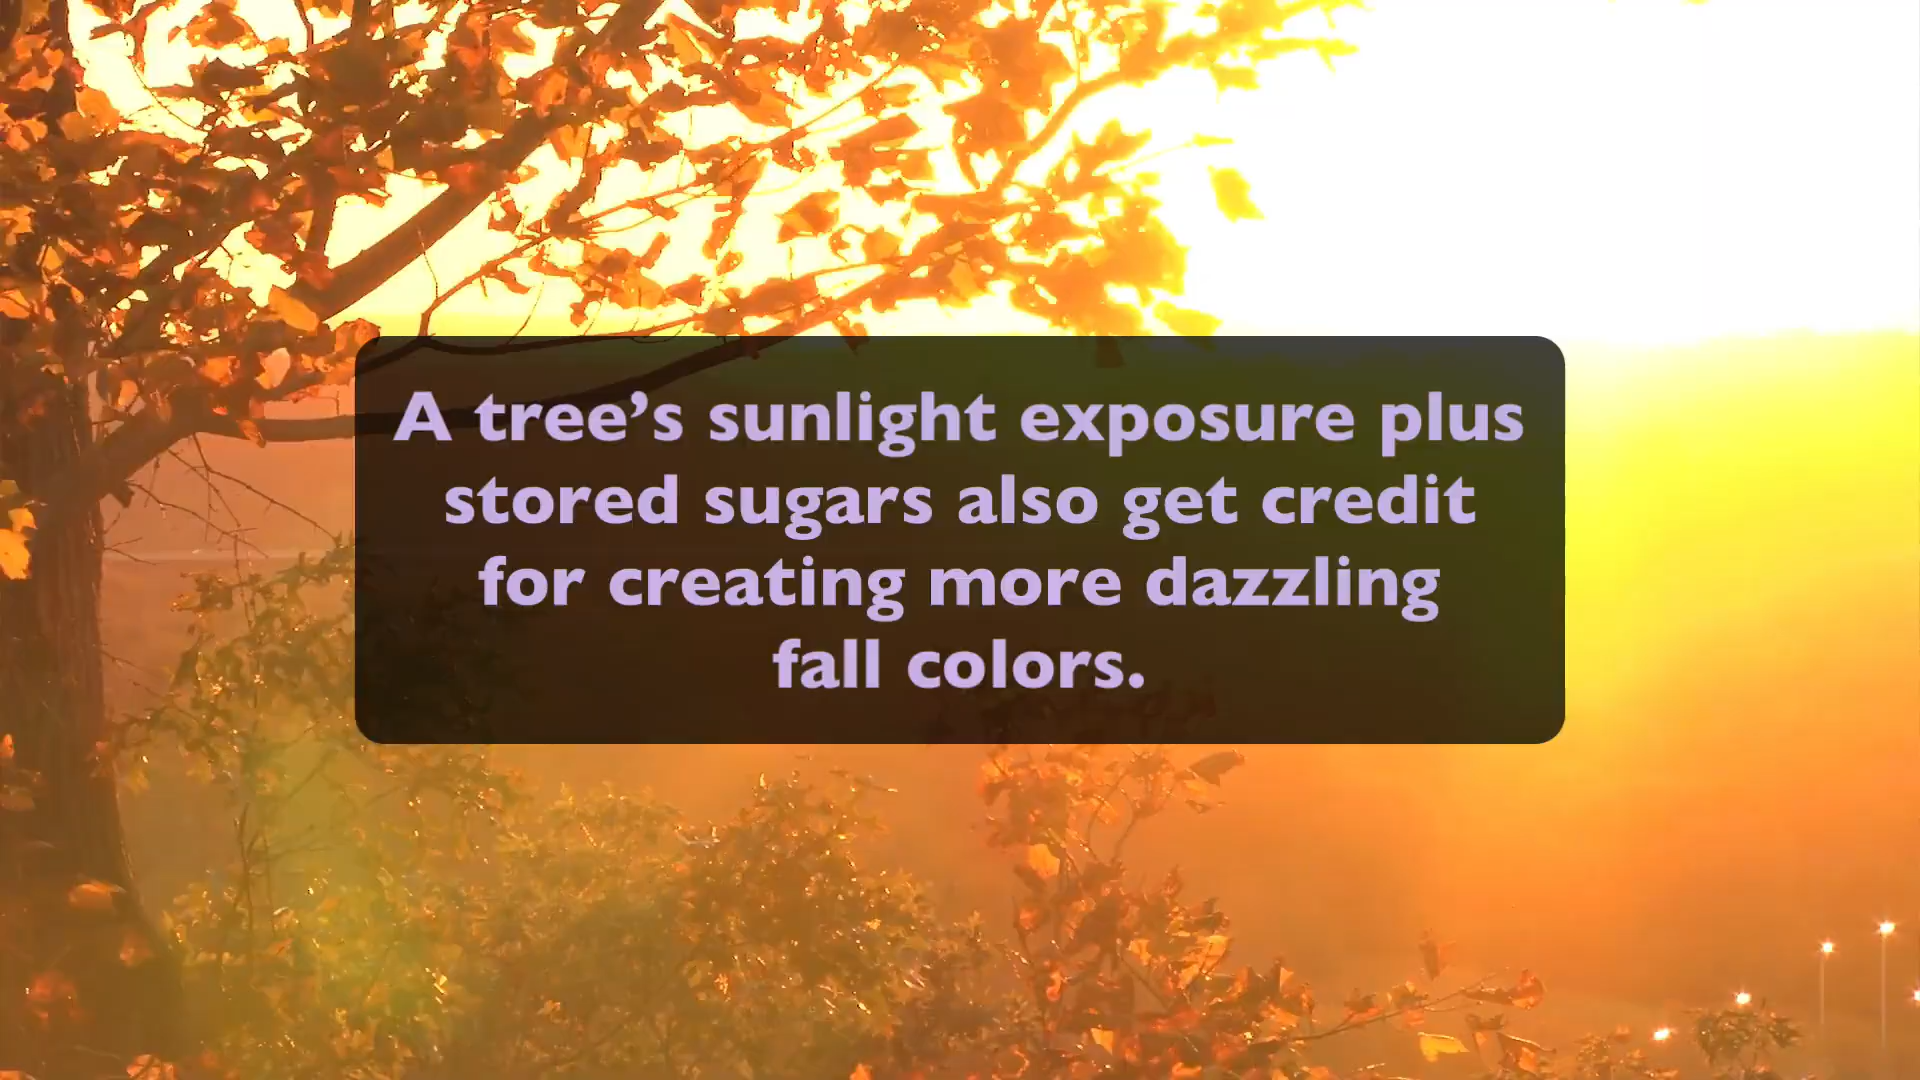 A tree’s sunlight exposure plus
stored sugars also get credit
for creating more dazzling
fall colors.